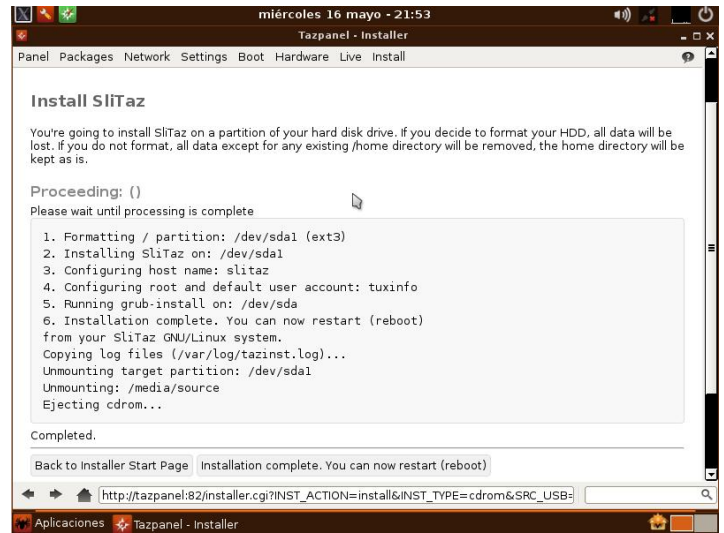 miércoles 16 mayo - 21:53
Tazpanel - Installer
Panel Packages Network Settings Boot Hardware Live Install
Install SliTaz
You're going to install SliTaz on a partition of your hard disk drive. If you decide to format your HDD, all data will be
lost. If you do not format, all data except for any existing /home directory will be removed, the home directory will be
kept as is.
Proceeding: ()
Please wait until processing is complete
1. Formatting / partition: /dev/sda1 (ext3)
2. Installing SliTaz on: /dev/sda1
3. Configuring host name: slitaz
4. Configuring root and default user account: tuxinfo
5. Running grub-install on: /dev/sda
6. Installation complete. You can now restart (reboot)
from your SliTaz GNU/Linux system.
Copying log files (/var/log/tazinst.log)...
Unmounting target partition: /dev/sda1
Unmounting: /media/source
Ejecting cdrom...
Completed.
Back to Installer Start Page Installation complete. You can now restart (reboot)
http://tazpanel:82/installer.cgi?INST_ACTION=install&INST_TYPE=cdrom&SRC_USB=
Aplicaciones Tazpanel - Installer